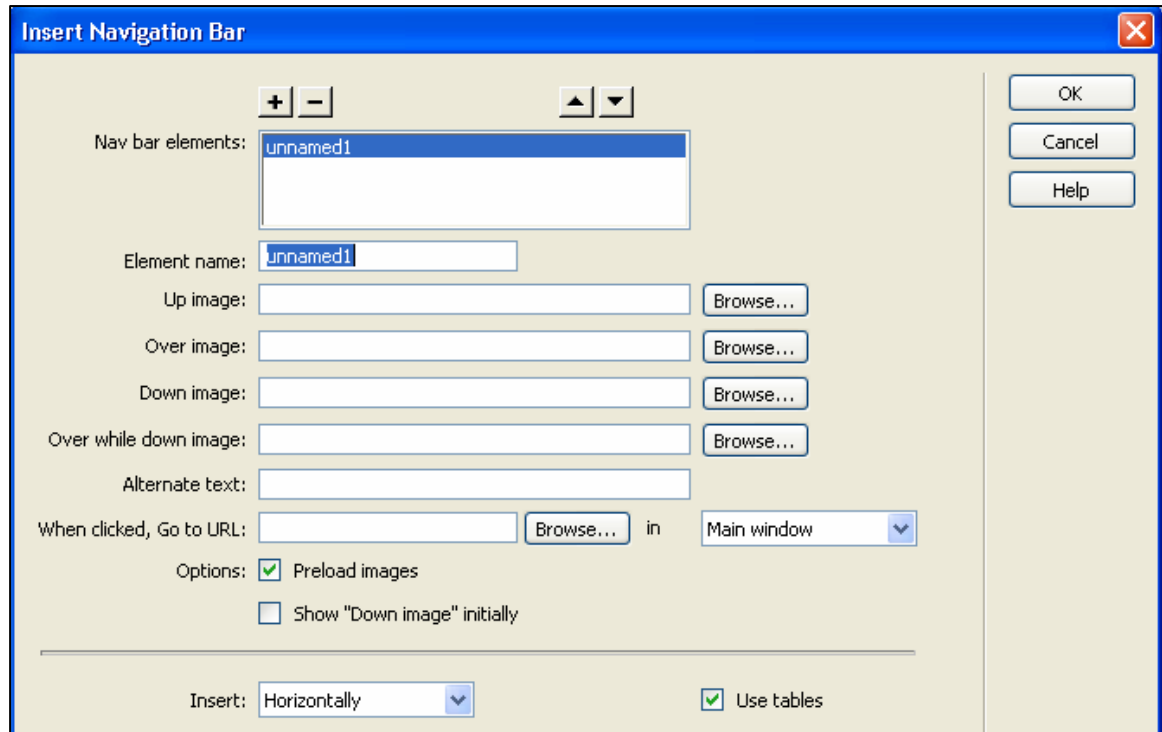 Insert Navigation Bar
OK
Nav bar elements: unnamed1
Cancel
Help
Element name: unnamed1
Up image: Browse...
Over image: Browse...
Down image: Browse...
Over while down image: Browse...
Alternate text:
When clicked, Go to URL: Browse... in Main window
Options: Preload images
Show "Down image" initially
Insert: Horizontally Use tables